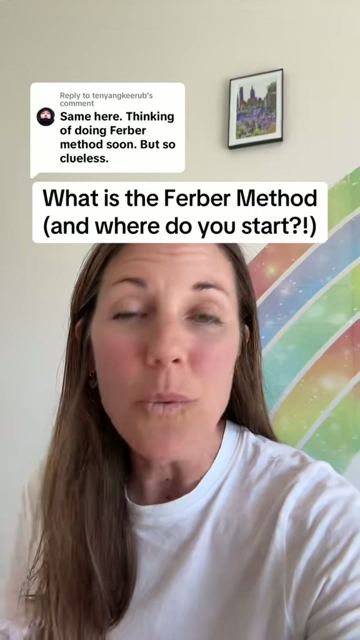 Reply to tenyangkeerub's
comment
Same here. Thinking
of doing Ferber
method soon. But so
clueless.
What is the Ferber Method
(and where do you start?!)